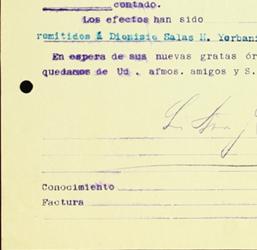 contado.
Los efectos han sido
remitidos á Dionisio Salas M. Yerbani
En espera de sus nuevas gratas ór
quedamos de Ud. afmos. amigos y S.
Conocimiento
Factura